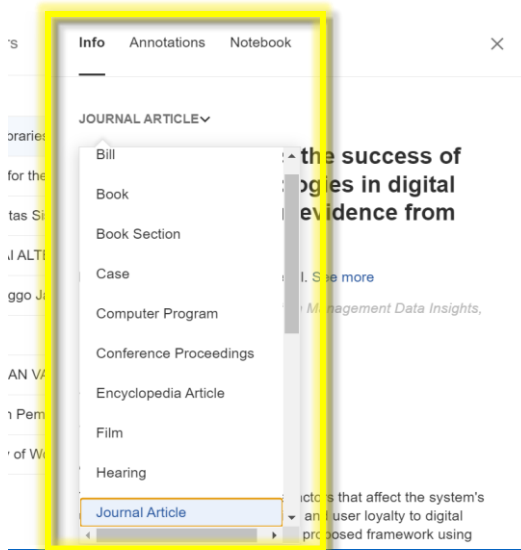 Info Annotations Notebook
JOURNAL ARTICLE
the success of
Bill
in digital
Book
evidence from
Book Section
Case
See more
Computer Program
Management Data Insights,
Conference Proceedings
Encyclopedia Article
Film
Hearing
that affect the system's
Journal Article
and user loyalty to digital
proposed framework using
for the